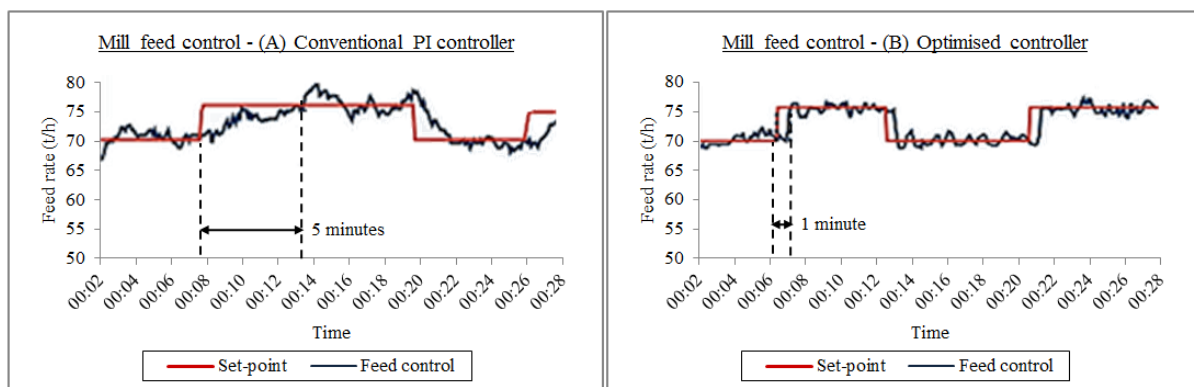 Mill feed control - (A) Conventional PI controller
80
75
70
65
60
55
50
Feed rate (t/h)
5 minutes
00:02 00:04 00:06 00:08 00:10 00:12 00:14 00:16 00:18 00:20 00:22 00:24 00:26 00:28
Time
Set-point Feed control
Mill feed control - (B) Optimised controller
80
75
70
65
60
55
50
Feed rate (t/h)
1 minute
00:02 00:04 00:06 00:08 00:10 00:12 00:14 00:16 00:18 00:20 00:22 00:24 00:26 00:28
Time
Set-point Feed control